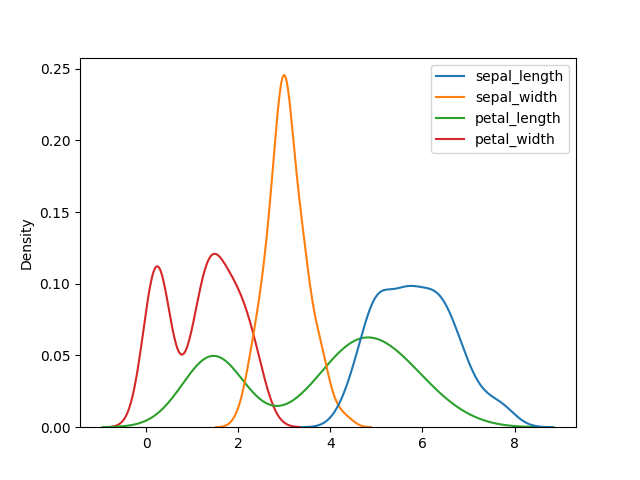 0.25
0.20
0.15
0.10
0.05
0.00
Density
0 2 4 6 8
sepal_length
sepal_width
petal_length
petal_width